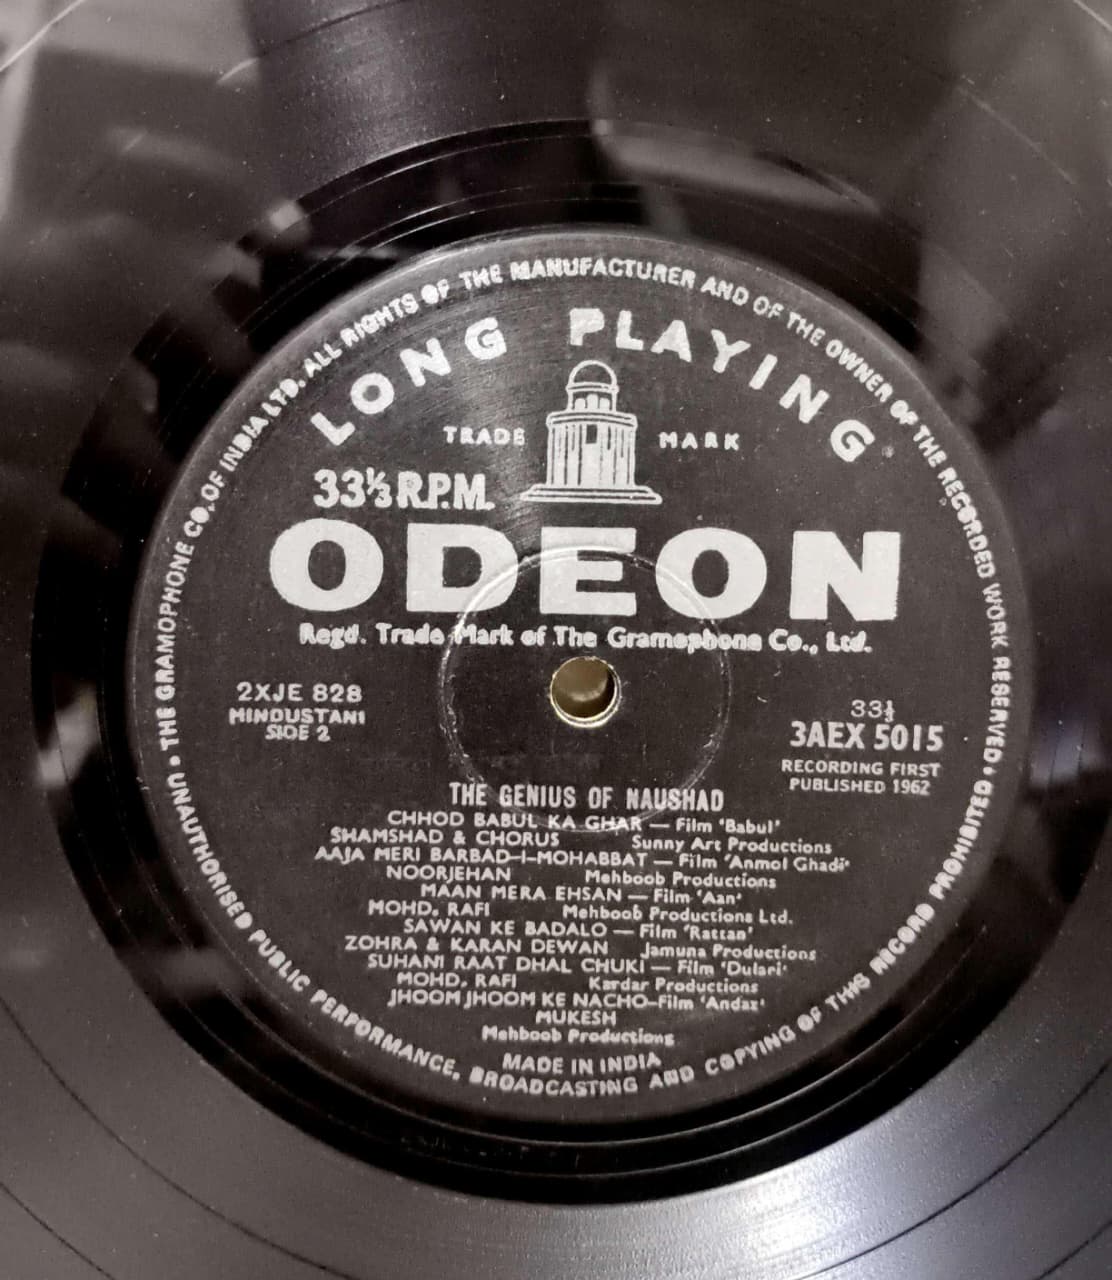 THE GRAMOPHONE CO. OF INDIA LTD. ALL RIGHTS OF THE MANUFACTURER AND OF THE OWNER OF THE RECORDED WORK RESERVED • UNAUTHORISED PUBLIC PERFORMANCE, BROADCASTING AND COPYING OF THIS RECORD PROHIBITED •
LONG PLAYING
TRADE MARK
33⅓ R.P.M.
ODEON
Regd. Trade Mark of The Gramophone Co., Ltd.
2XJE 828
HINDUSTANI
SIDE 2
33⅓
3AEX 5015
RECORDING FIRST
PUBLISHED 1962
THE GENIUS OF NAUSHAD
CHHOD BABUL KA GHAR — Film 'Babul'
SHAMSHAD & CHORUS Sunny Art Productions
AAJA MERI BARBAD-I-MOHABBAT — Film 'Anmol Ghadi'
NOORJEHAN Mehboob Productions
MAAN MERA EHSAN — Film 'Aan'
MOHD. RAFI Mehboob Productions Ltd.
SAWAN KE BADALO — Film 'Rattan'
ZOHRA & KARAN DEWAN Jamuna Productions
SUHANI RAAT DHAL CHUKI — Film 'Dulari'
MOHD. RAFI Kardar Productions
JHOOM JHOOM KE NACHO-Film 'Andaz'
MUKESH
Mehboob Productions
MADE IN INDIA